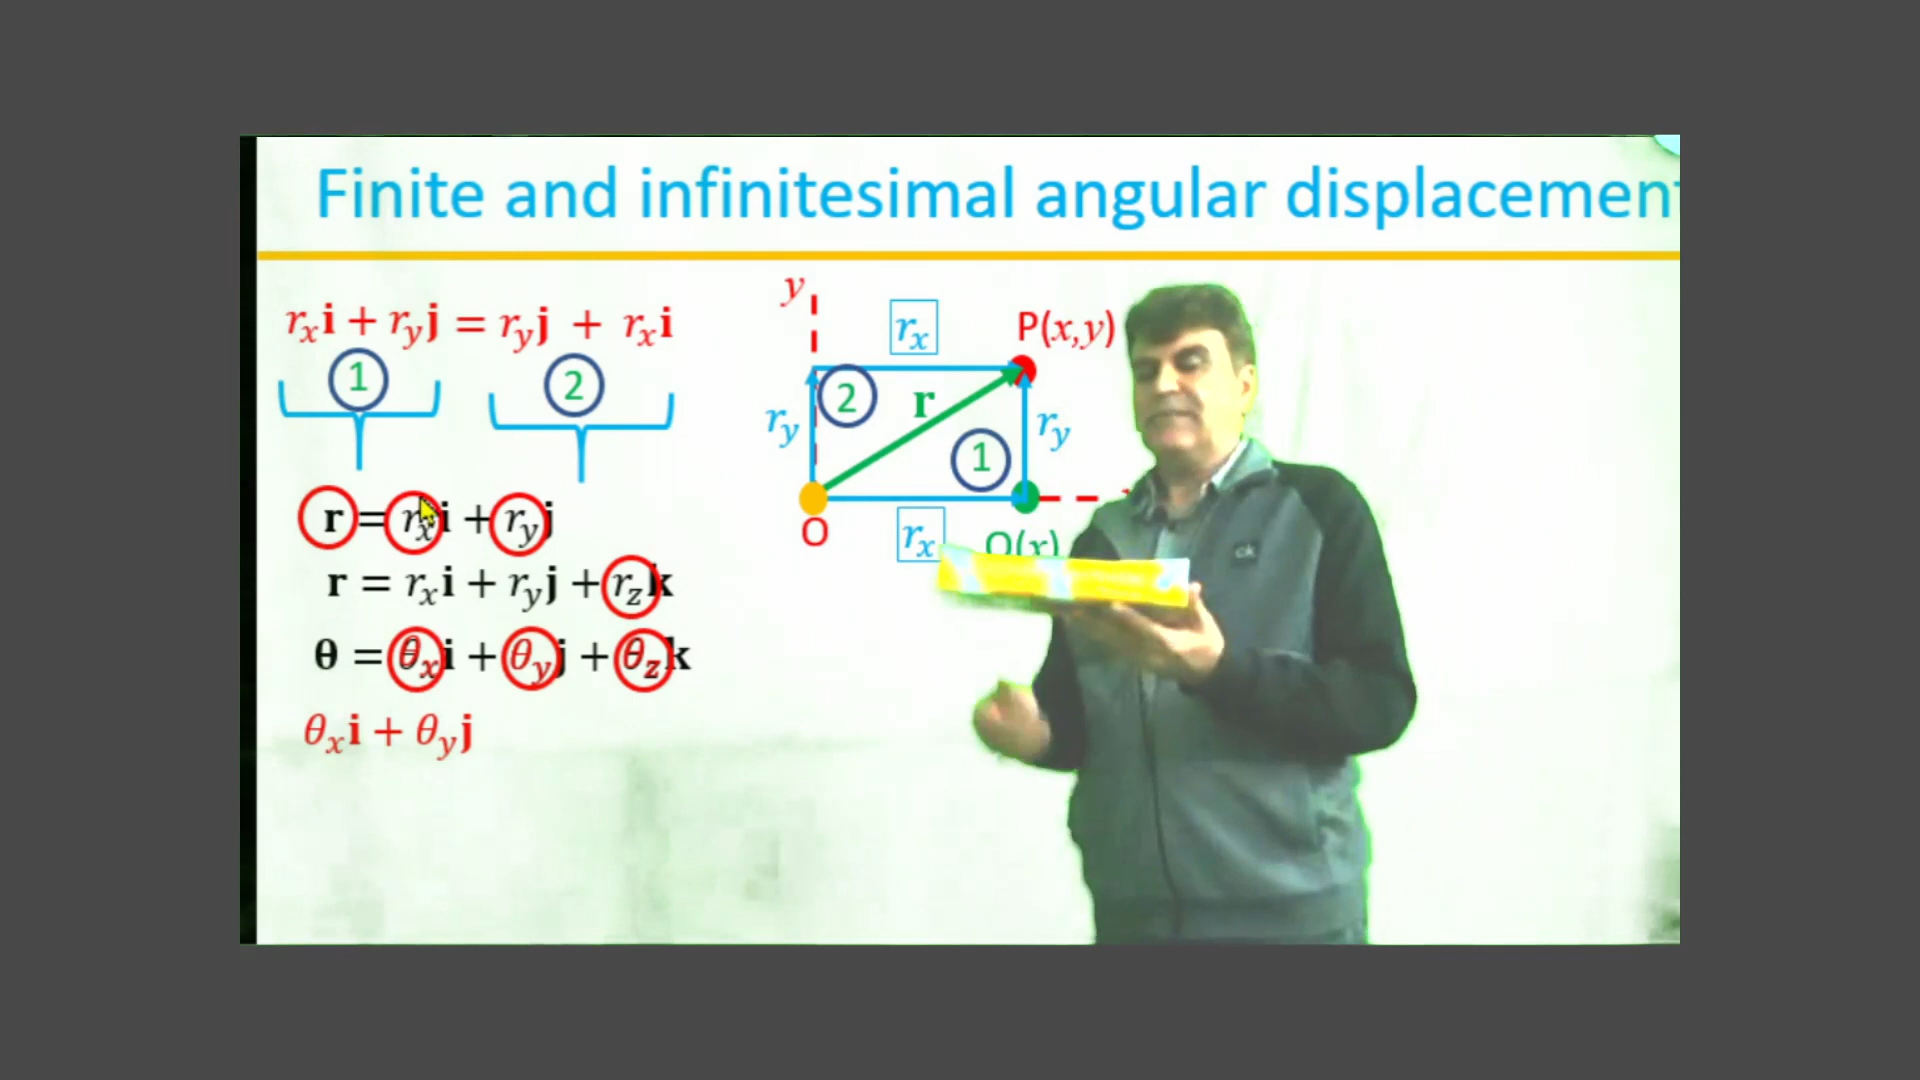 Finite and infinitesimal angular displacement
rₓ𝐢 + r_y𝐣 = r_y𝐣 + rₓ𝐢
1
2
𝐫 = rₓ𝐢 + r_y𝐣
𝐫 = rₓ𝐢 + r_y𝐣 + r_z𝐤
𝛉 = θₓ𝐢 + θ_y𝐣 + θ_z𝐤
θₓ𝐢 + θ_y𝐣
y
rₓ
P(x,y)
2
r_y
𝐫
r_y
1
O
rₓ
Q(x)
ck